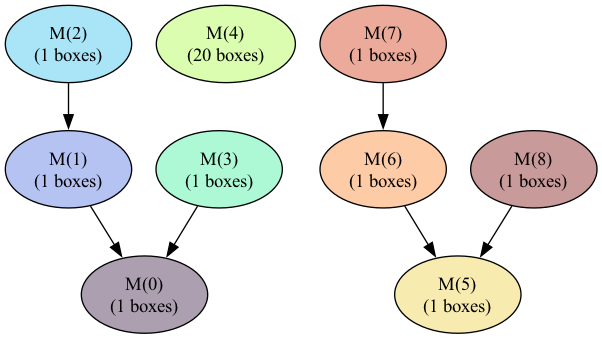 M(2)
(1 boxes)
M(4)
(20 boxes)
M(7)
(1 boxes)
M(1)
(1 boxes)
M(3)
(1 boxes)
M(6)
(1 boxes)
M(8)
(1 boxes)
M(0)
(1 boxes)
M(5)
(1 boxes)